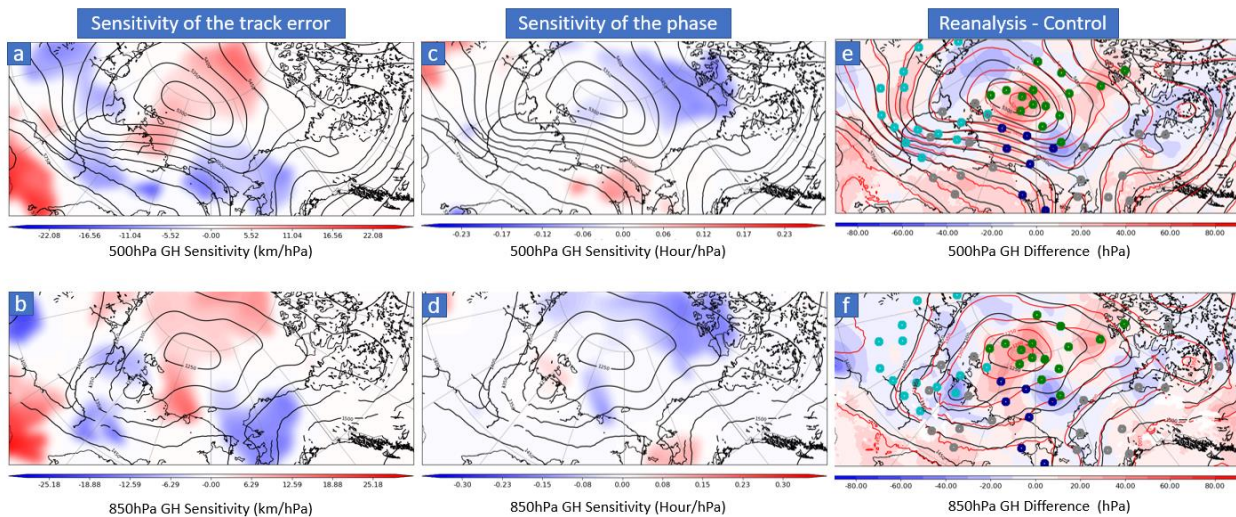 Sensitivity of the track error
Sensitivity of the phase
Reanalysis - Control
a
c
e
-22.08 -16.56 -11.04 -5.52 0.00 5.52 11.04 16.56 22.08
-0.23 -0.17 -0.12 -0.06 0.00 0.06 0.12 0.17 0.23
-80.00 -60.00 -40.00 -20.00 0.00 20.00 40.00 60.00 80.00
500hPa GH Sensitivity (km/hPa)
500hPa GH Sensitivity (Hour/hPa)
500hPa GH Difference (hPa)
b
d
f
-25.18 -18.88 -12.59 -6.29 -0.00 6.29 12.59 18.88 25.18
-0.30 -0.22 -0.15 -0.07 0.00 0.07 0.15 0.22 0.30
-80.00 -60.00 -40.00 -20.00 0.00 20.00 40.00 60.00 80.00
850hPa GH Sensitivity (km/hPa)
850hPa GH Sensitivity (Hour/hPa)
850hPa GH Difference (hPa)